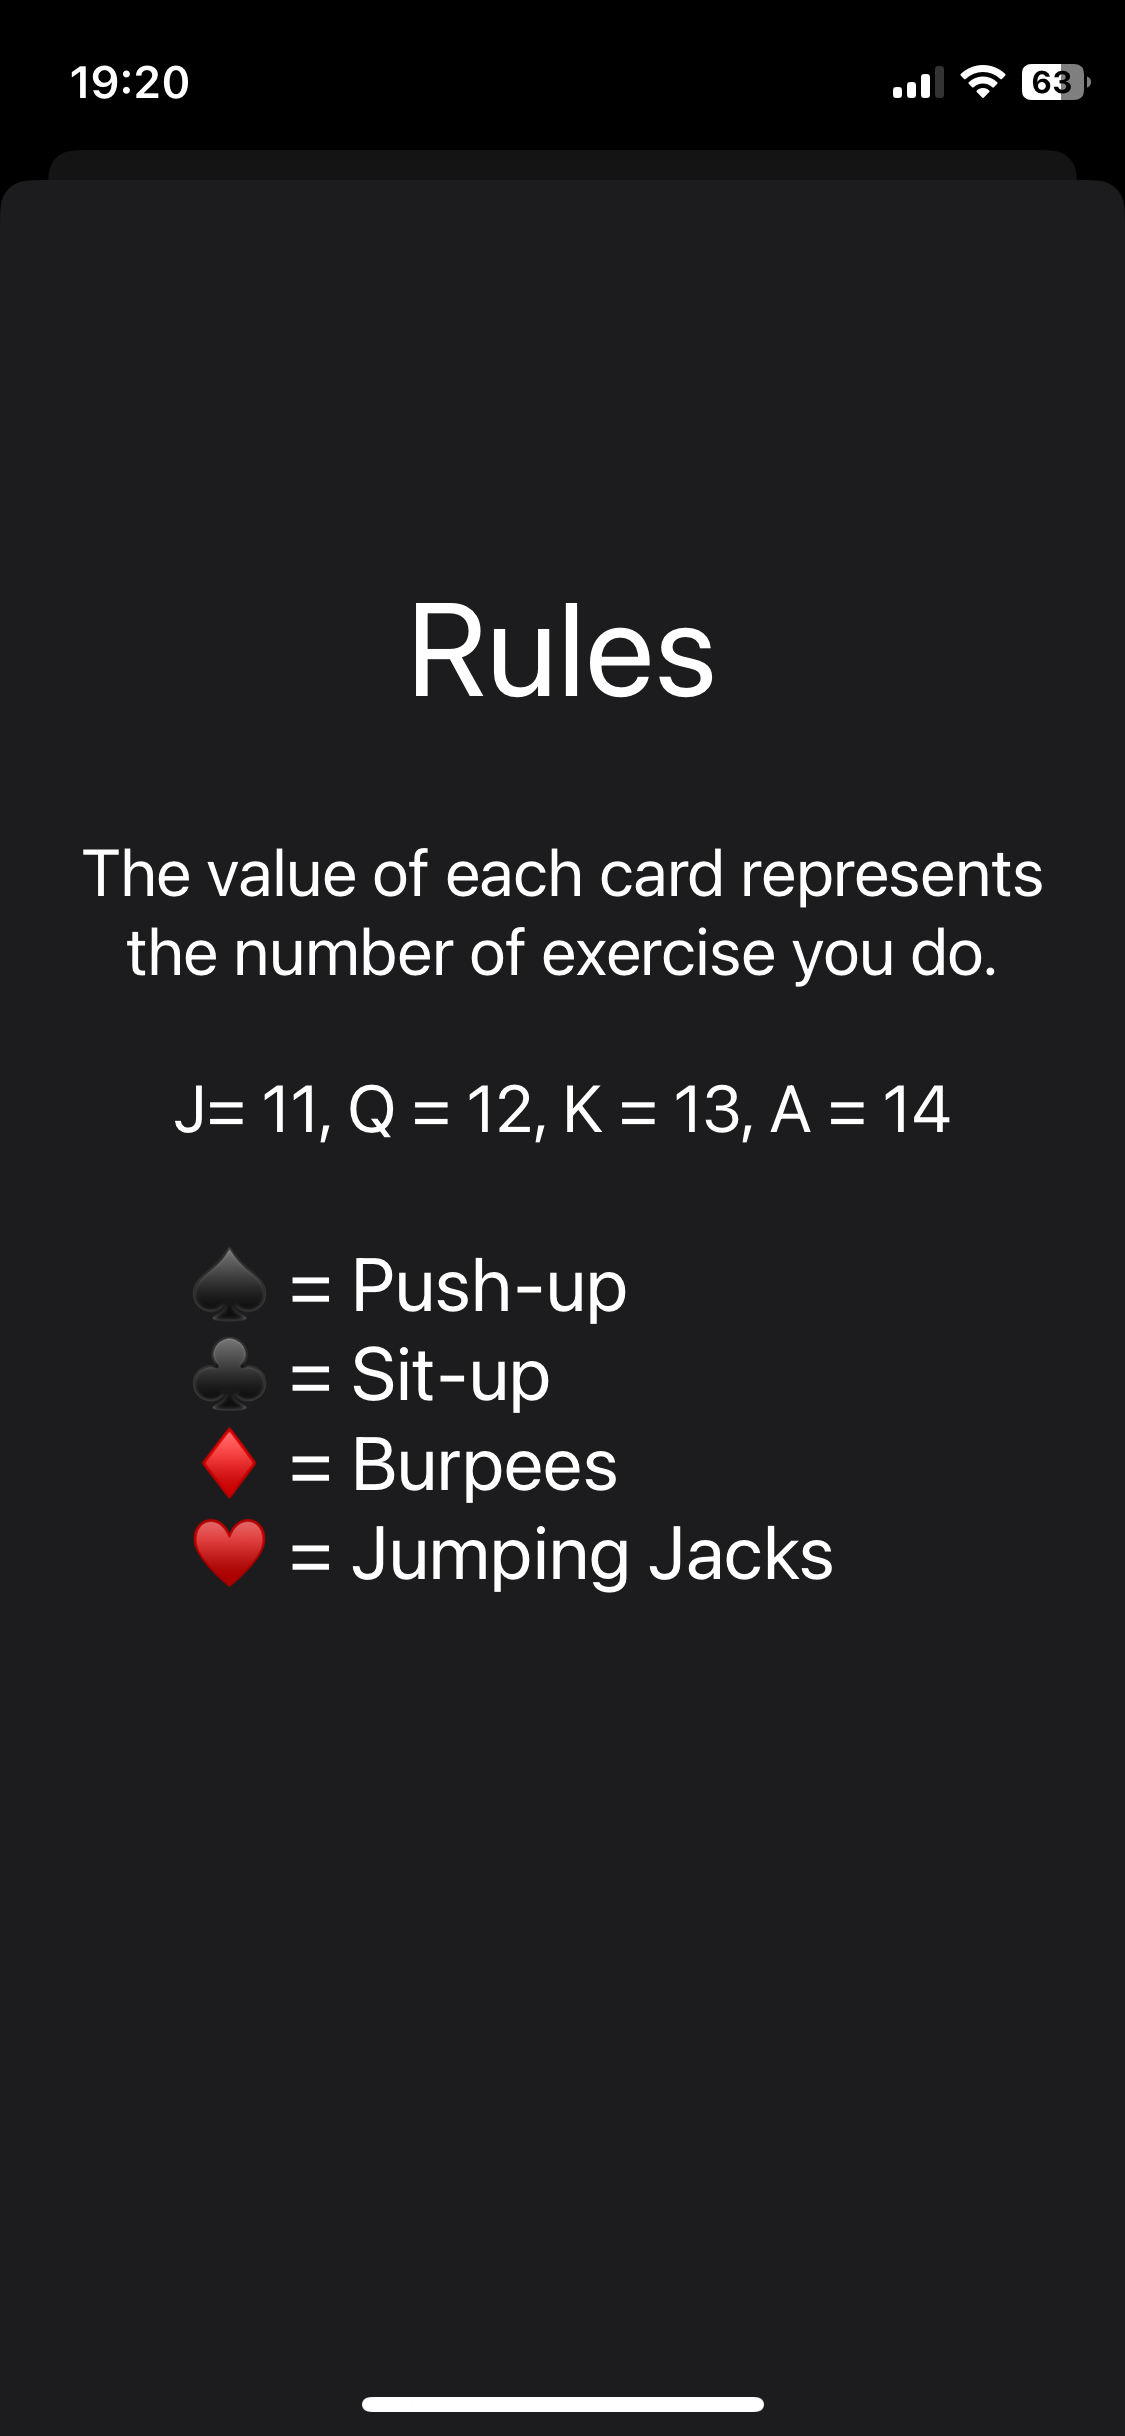 19:20
63
Rules
The value of each card represents
the number of exercise you do.
J= 11, Q = 12, K = 13, A = 14
♠️ = Push-up
♣️ = Sit-up
♦️ = Burpees
♥️ = Jumping Jacks